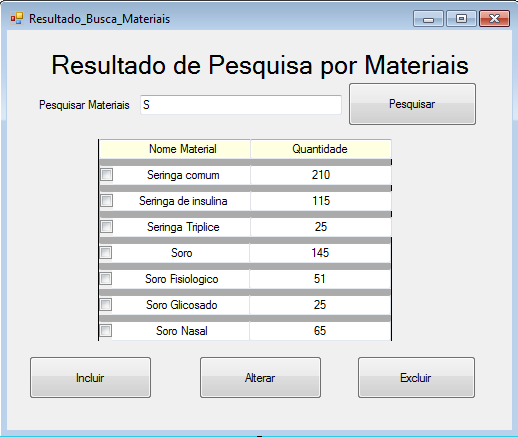 Resultado_Busca_Materiais
Resultado de Pesquisa por Materiais
Pesquisar Materiais S Pesquisar
Nome Material Quantidade
Seringa comum 210
Seringa de insulina 115
Seringa Triplice 25
Soro 145
Soro Fisiologico 51
Soro Glicosado 25
Soro Nasal 65
Incluir Alterar Excluir